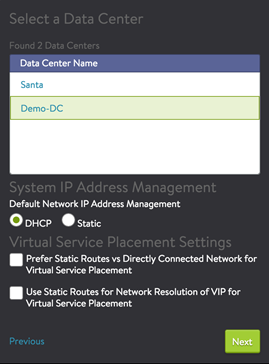 Select a Data Center
Found 2 Data Centers
Data Center Name
Santa
Demo-DC
System IP Address Management
Default Network IP Address Management
DHCP Static
Virtual Service Placement Settings
Prefer Static Routes vs Directly Connected Network for
Virtual Service Placement
Use Static Routes for Network Resolution of VIP for
Virtual Service Placement
Previous Next